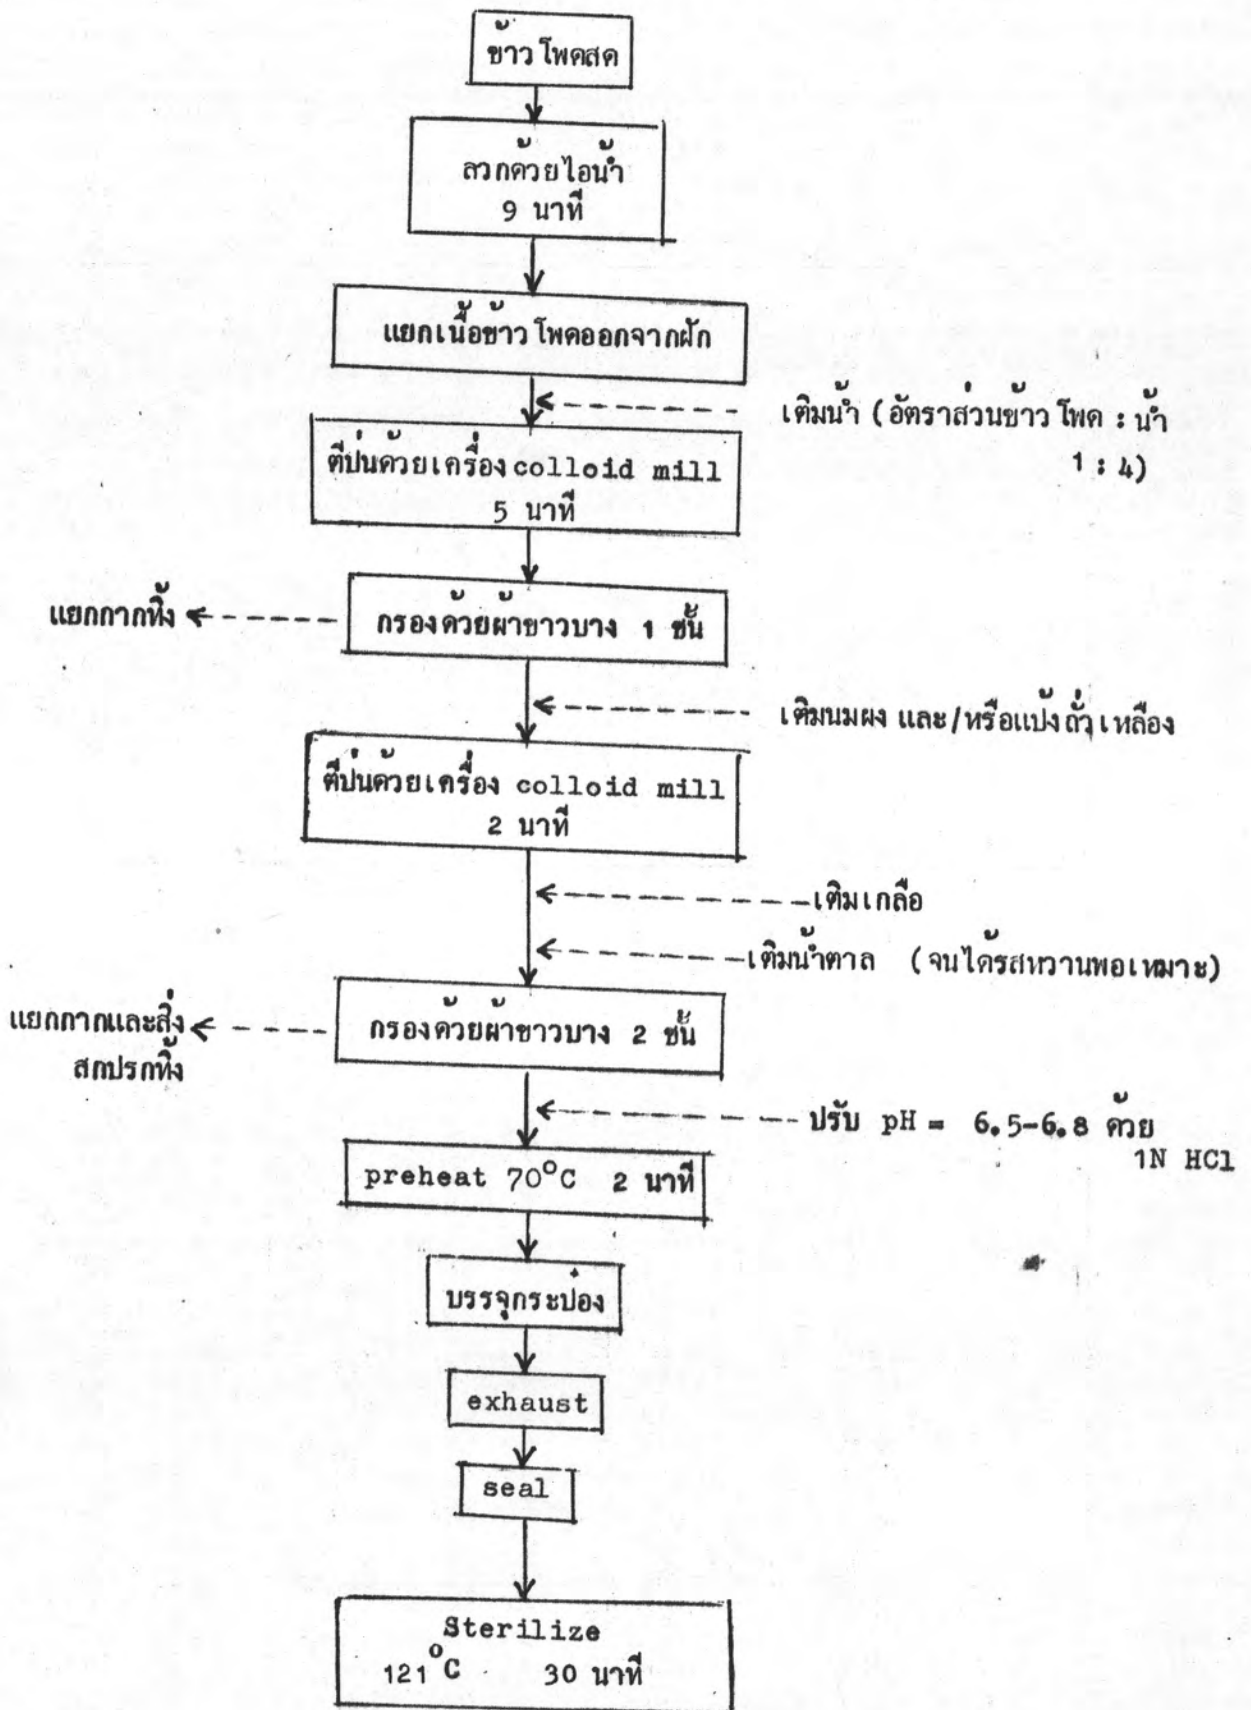 ข้าวโพดสด
ลวกด้วยไอน้ำ
9 นาที
แยกเนื้อข้าวโพดออกจากฝัก
เติมน้ำ (อัตราส่วนข้าวโพด : น้ำ
1 : 4)
ตีป่นด้วยเครื่อง colloid mill
5 นาที
แยกกากทิ้ง
กรองด้วยผ้าขาวบาง 1 ชั้น
เติมนมผง และ/หรือแป้งถั่วเหลือง
ตีป่นด้วยเครื่อง colloid mill
2 นาที
เติมเกลือ
เติมน้ำตาล (จนได้รสหวานพอเหมาะ)
แยกกากและสิ่ง
สกปรกทิ้ง
กรองด้วยผ้าขาวบาง 2 ชั้น
ปรับ pH = 6.5-6.8 ด้วย
1N HCl
preheat 70°C 2 นาที
บรรจุกระป๋อง
exhaust
seal
Sterilize
121°C 30 นาที